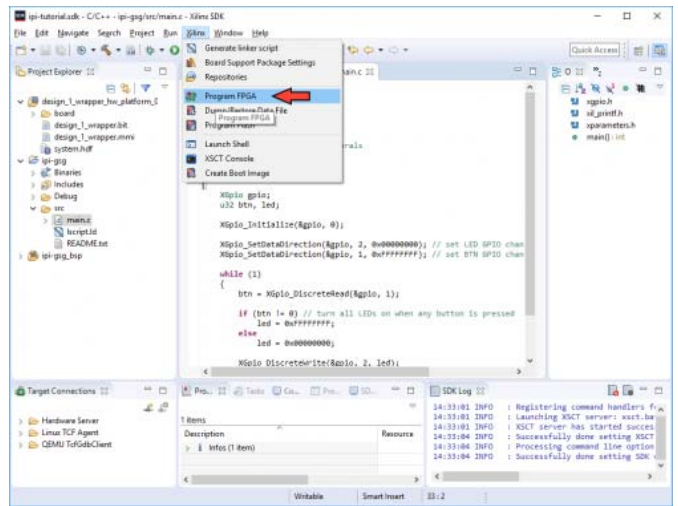 ipi-tutorial.sdk - C/C++ - ipi-gsg/src/main.c - Xilinx SDK
File Edit Navigate Search Project Run Xilinx Window Help
Quick Access
Generate linker script
Board Support Package Settings
Repositories
Program FPGA
Dump/Restore Data File
Program Flash
Program FPGA
Launch Shell
XSCT Console
Create Boot Image
Project Explorer
design_1_wrapper_hw_platform_0
board
design_1_wrapper.bit
design_1_wrapper.mmi
system.hdf
ipi-gsg
Binaries
Includes
Debug
src
main.c
lscript.ld
README.txt
ipi-gsg_bsp
main.c
{
XGpio gpio;
u32 btn, led;
XGpio_Initialize(&gpio, 0);
XGpio_SetDataDirection(&gpio, 2, 0x00000000); // set LED GPIO chan
XGpio_SetDataDirection(&gpio, 1, 0xFFFFFFFF); // set BTN GPIO chan
while (1)
{
btn = XGpio_DiscreteRead(&gpio, 1);
if (btn != 0) // turn all LEDs on when any button is pressed
led = 0xFFFFFFFF;
else
led = 0x00000000;
XGpio_DiscreteWrite(&gpio, 2, led);
xgpio.h
xil_printf.h
xparameters.h
main() : int
Target Connections
Hardware Server
Linux TCF Agent
QEMU TcfGdbClient
Pro...
Tasks
Co...
Pro...
SD...
1 items
Description Resource
Infos (1 item)
SDK Log
14:33:01 INFO : Registering command handlers
14:33:01 INFO : Launching XSCT server: xsct.ba
14:33:01 INFO : XSCT server has started succes
14:33:04 INFO : Successfully done setting XSCT
14:33:04 INFO : Processing command line option
14:33:04 INFO : Successfully done setting SDK
Writable Smart Insert 33 : 2